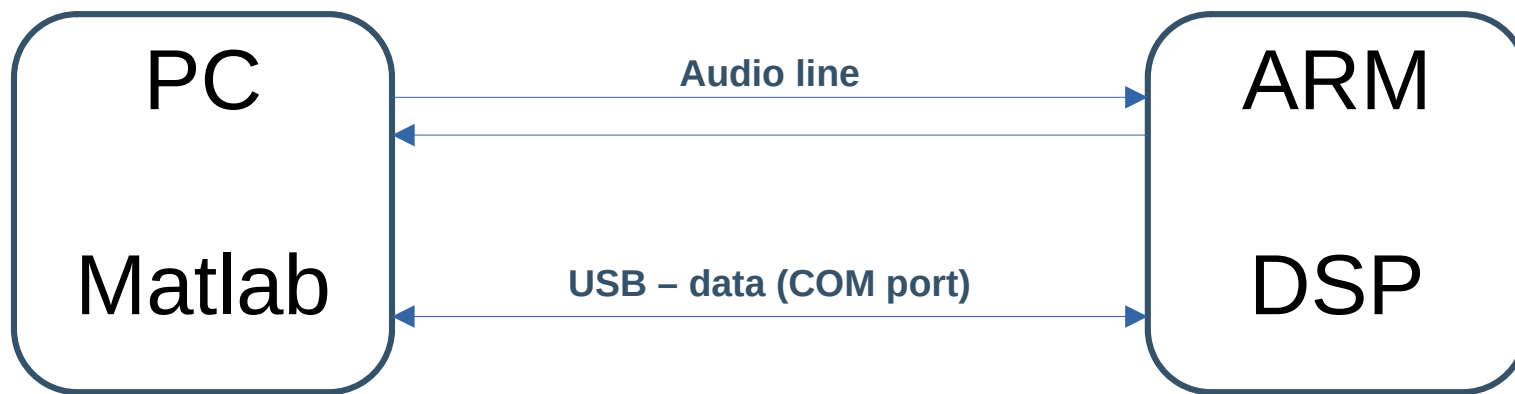 PC
Audio line
ARM
Matlab
USB – data (COM port)
DSP